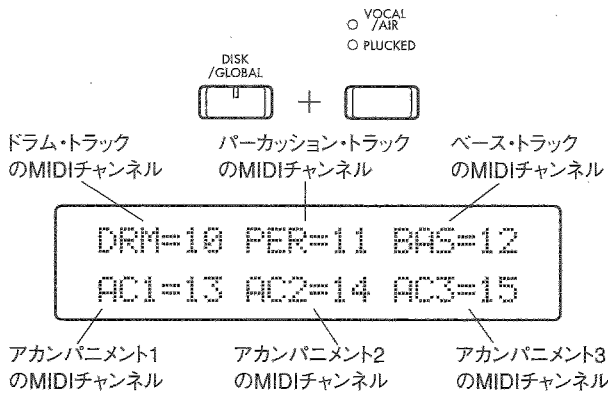 VOCAL
/AIR
PLUCKED
DISK
/GLOBAL
+
ドラム・トラック
のMIDIチャンネル
パーカッション・トラック
のMIDIチャンネル
ベース・トラック
のMIDIチャンネル
DRM=10 PER=11 BAS=12
AC1=13 AC2=14 AC3=15
アカンパニメント1
のMIDIチャンネル
アカンパニメント2
のMIDIチャンネル
アカンパニメント3
のMIDIチャンネル